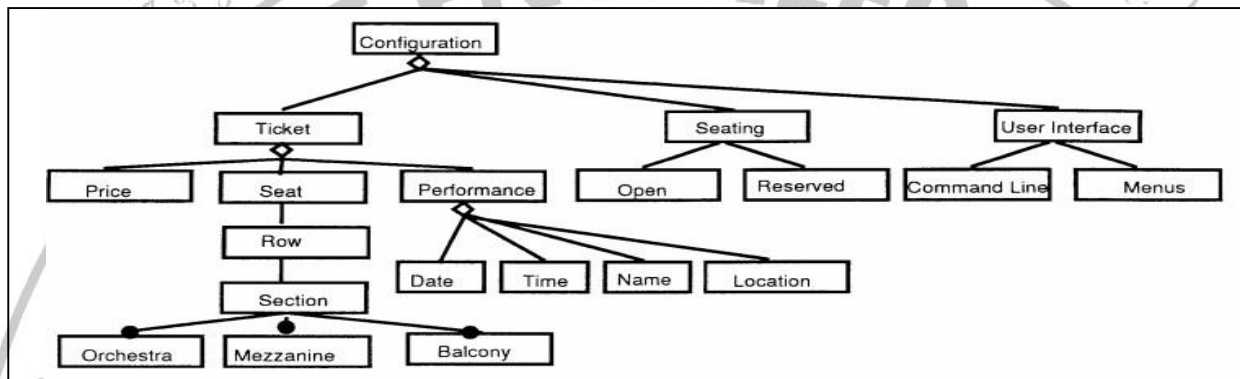 Configuration
Ticket
Seating
User Interface
Price
Seat
Performance
Open
Reserved
Command Line
Menus
Row
Date
Time
Name
Location
Section
Orchestra
Mezzanine
Balcony